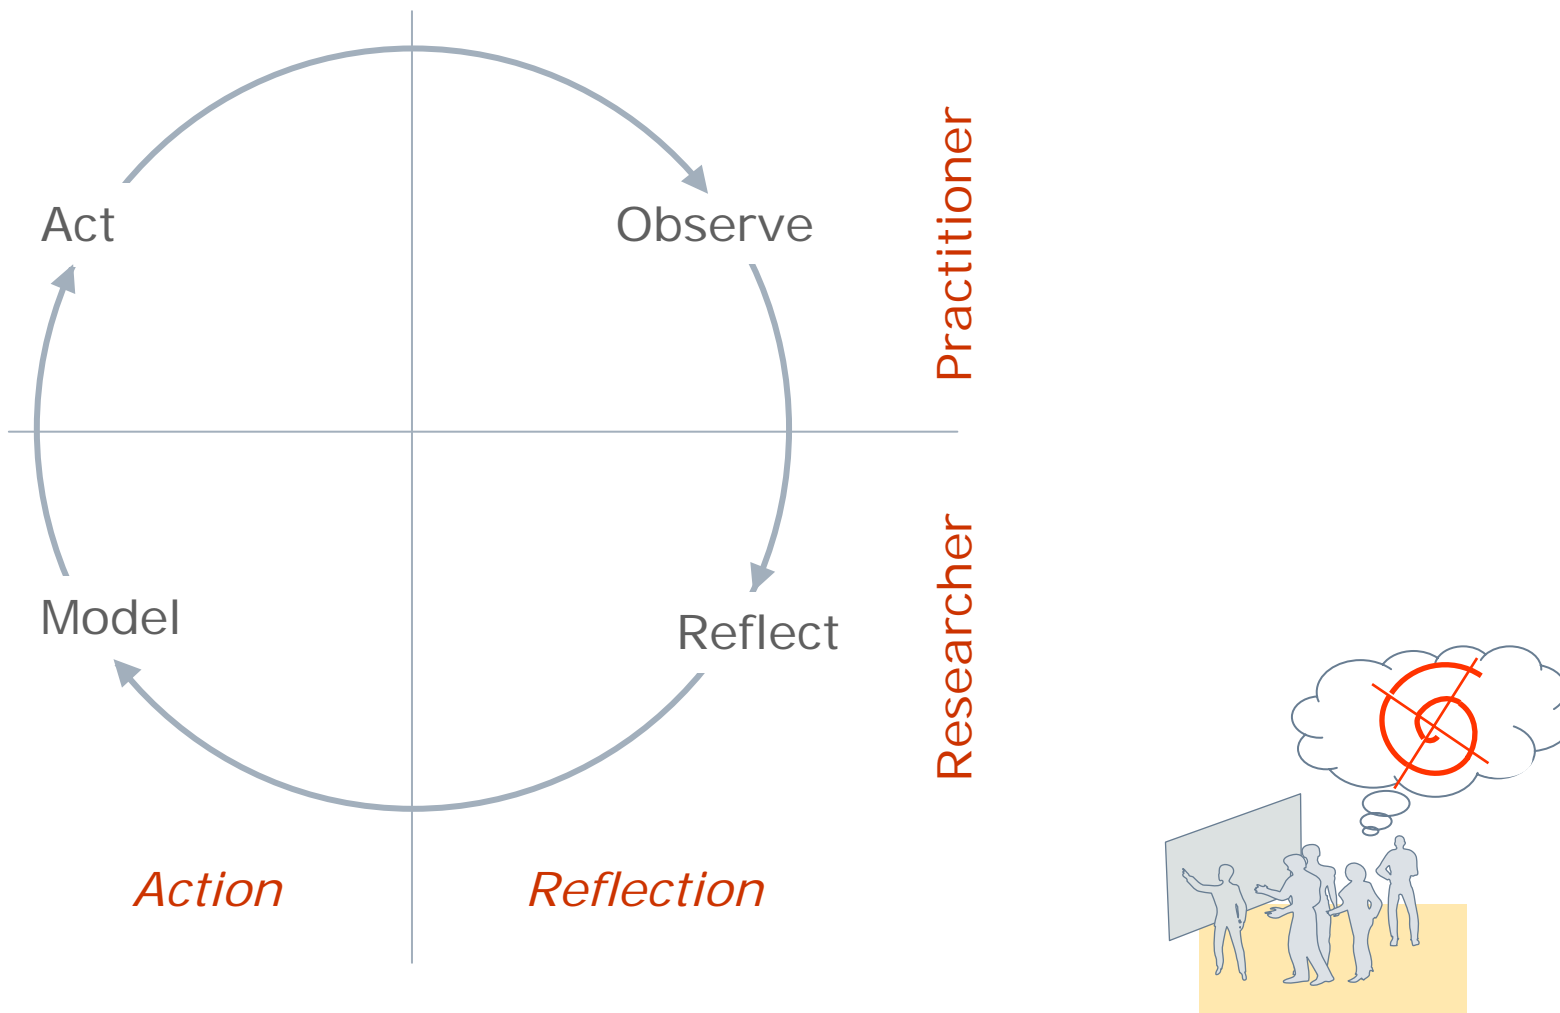 Act
Observe
Practitioner
Model
Reflect
Researcher
Action
Reflection